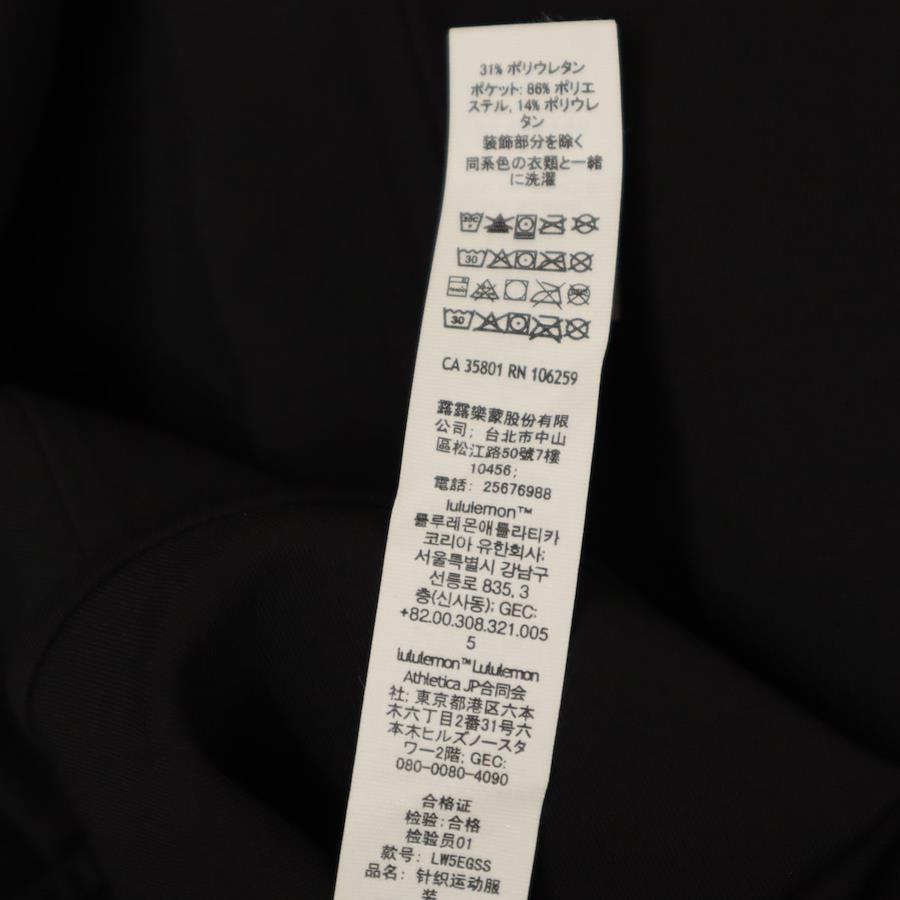 31% ポリウレタン
ポケット: 86% ポリエ
ステル, 14% ポリウレ
タン
装飾部分を除く
同系色の衣類と一緒
に洗濯
30
30
CA 35801 RN 106259
露露樂蒙股份有限
公司; 台北市中山
區松江路50號7樓
10456;
電話: 25676988
lululemon™
룰루레몬애틀라티카
코리아 유한회사;
서울특별시 강남구
선릉로 835, 3
층(신사동); GEC:
+82.00.308.321.005
5
lululemon™ Lululemon
Athletica JP合同会
社; 東京都港区六本
木六丁目2番31号六
本木ヒルズノースタ
ワー2階; GEC:
080-0080-4090
合格证
检验: 合格
检验员01
款号: LW5EGSS
品名: 针织运动服
装